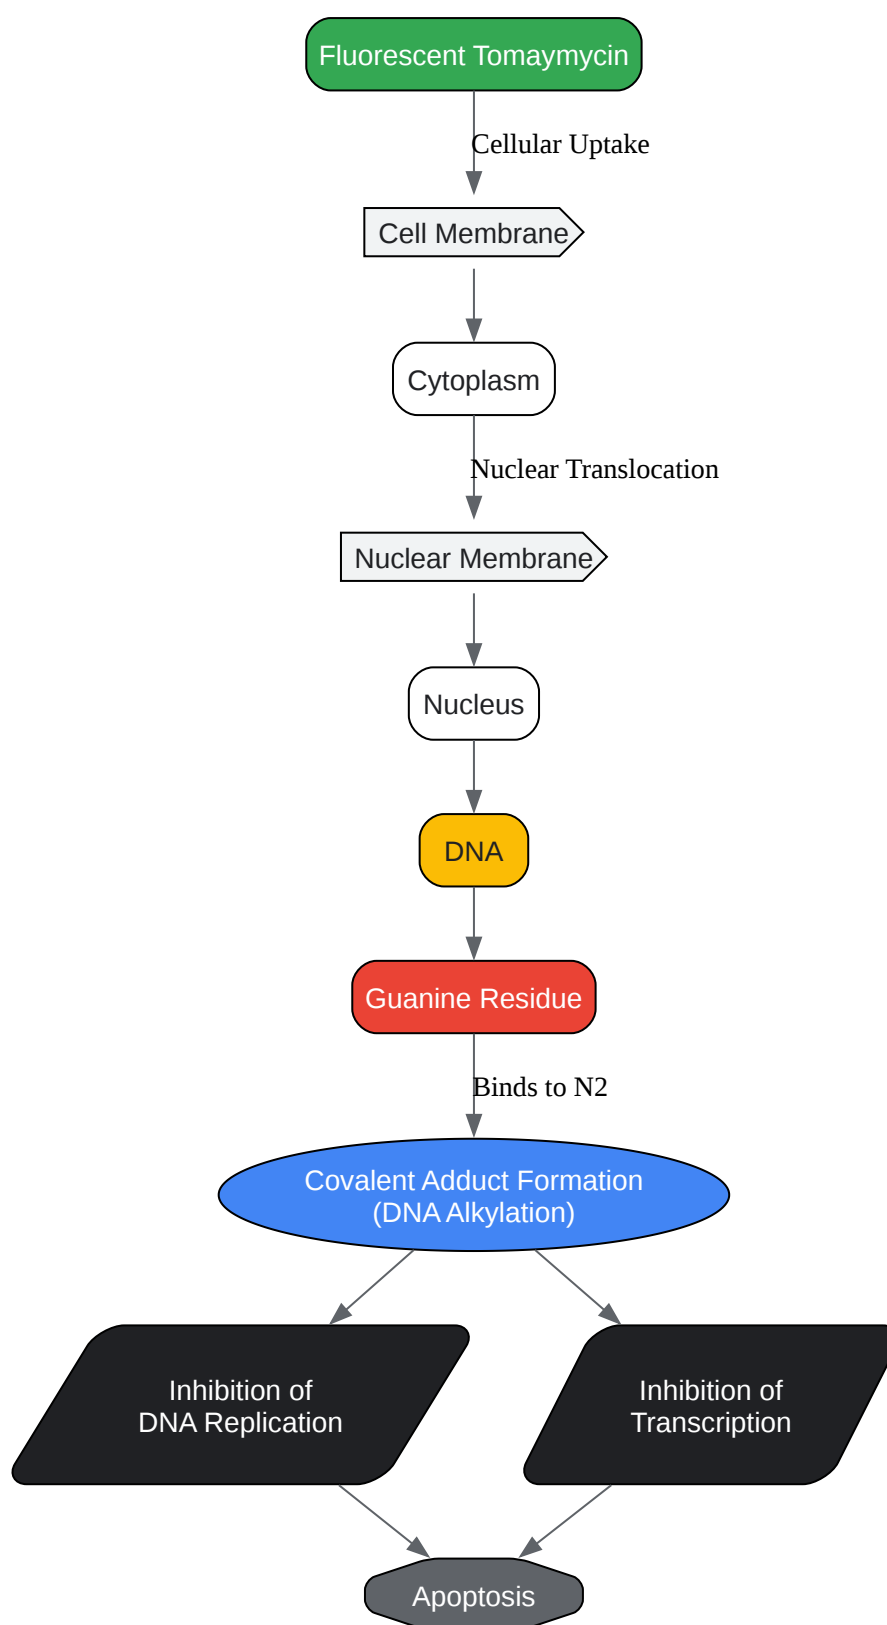 Fluorescent Tomaymycin
Cellular Uptake
Cell Membrane
Cytoplasm
Nuclear Translocation
Nuclear Membrane
Nucleus
DNA
Guanine Residue
Binds to N2
Covalent Adduct Formation
(DNA Alkylation)
Inhibition of
DNA Replication
Inhibition of
Transcription
Apoptosis